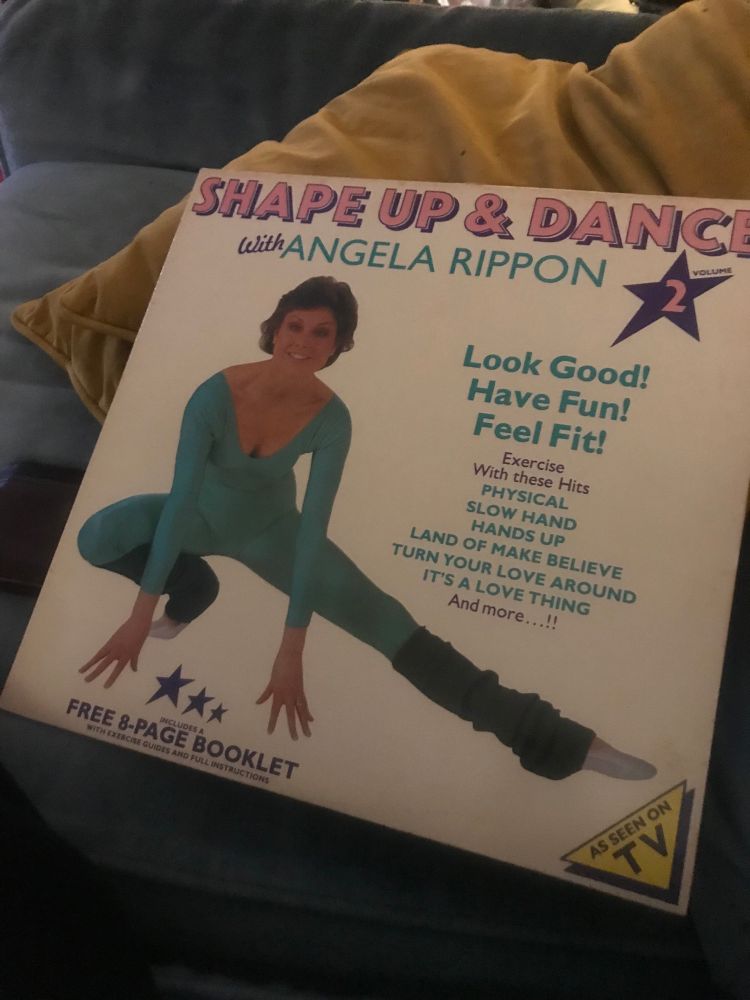 SHAPE UP & DANCE
With ANGELA RIPPON
VOLUME
2
Look Good!
Have Fun!
Feel Fit!
Exercise
With these Hits
PHYSICAL
SLOW HAND
HANDS UP
LAND OF MAKE BELIEVE
TURN YOUR LOVE AROUND
IT'S A LOVE THING
And more...!!
INCLUDES A
FREE 8-PAGE BOOKLET
WITH EXERCISE GUIDES AND FULL INSTRUCTIONS
AS SEEN ON
TV